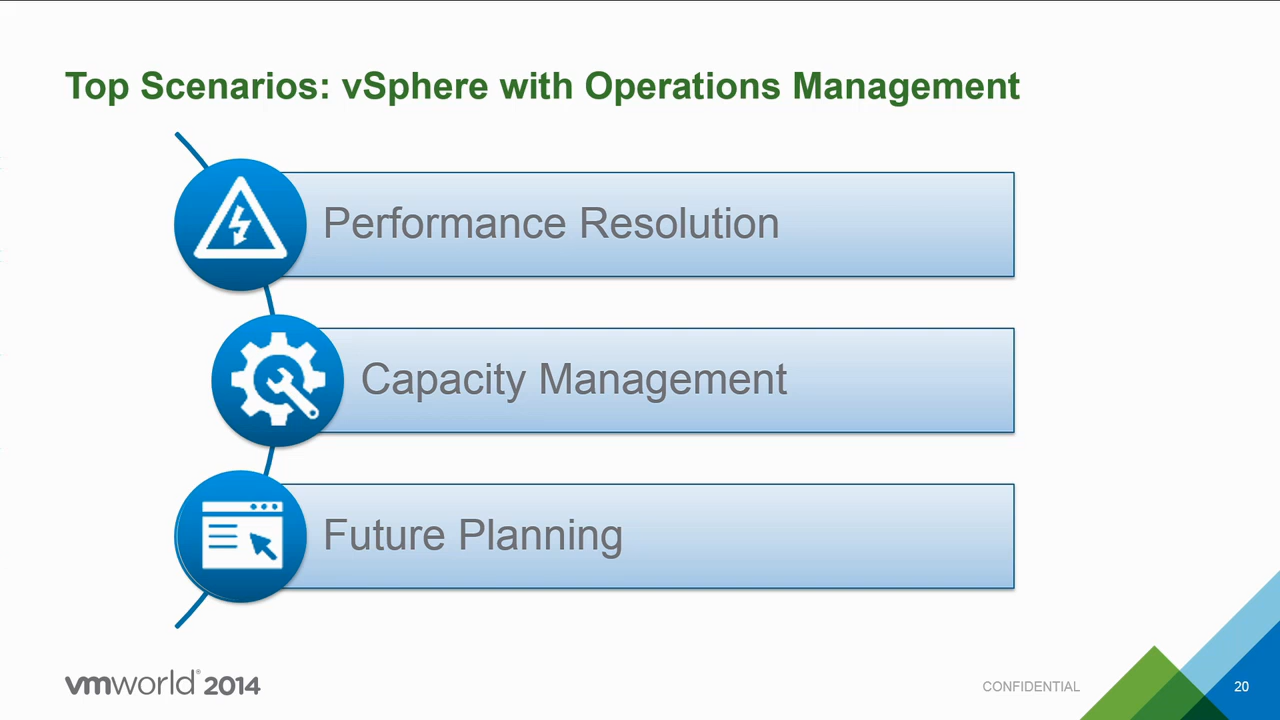 Top Scenarios: vSphere with Operations Management
Performance Resolution
Capacity Management
Future Planning
vmworld® 2014
CONFIDENTIAL
20